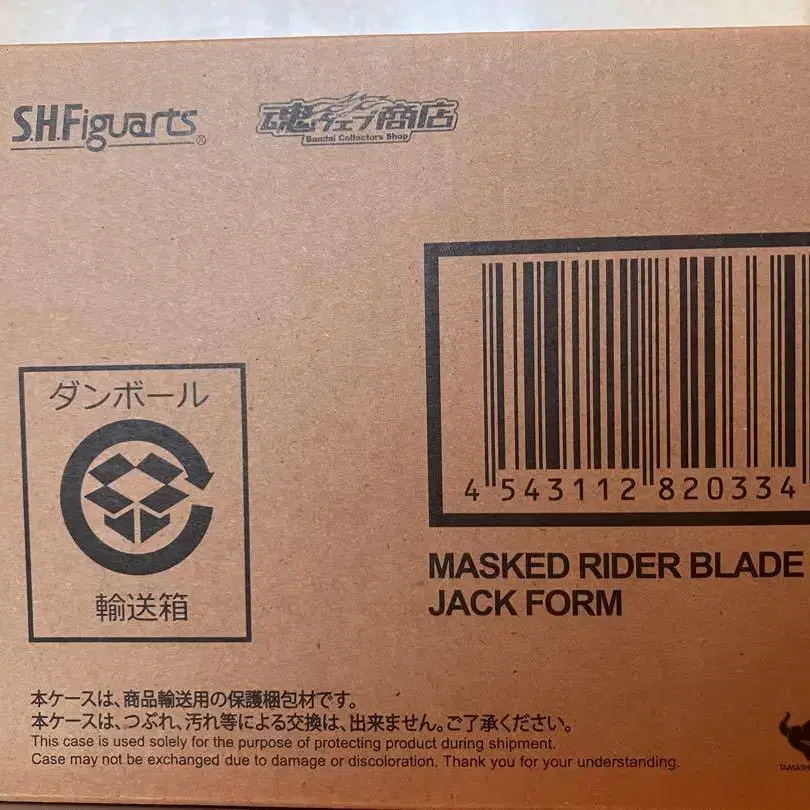 S.H.Figuarts®
魂ウェブ商店
Bandai Collectors Shop
4 543112 820334
MASKED RIDER BLADE
JACK FORM
ダンボール
輸送箱
本ケースは、商品輸送用の保護梱包材です。
本ケースは、つぶれ、汚れ等による交換は、出来ません。ご了承ください。
This case is used solely for the purpose of protecting product during shipment.
Case may not be exchanged due to damage or discoloration. Thank you for your understanding.